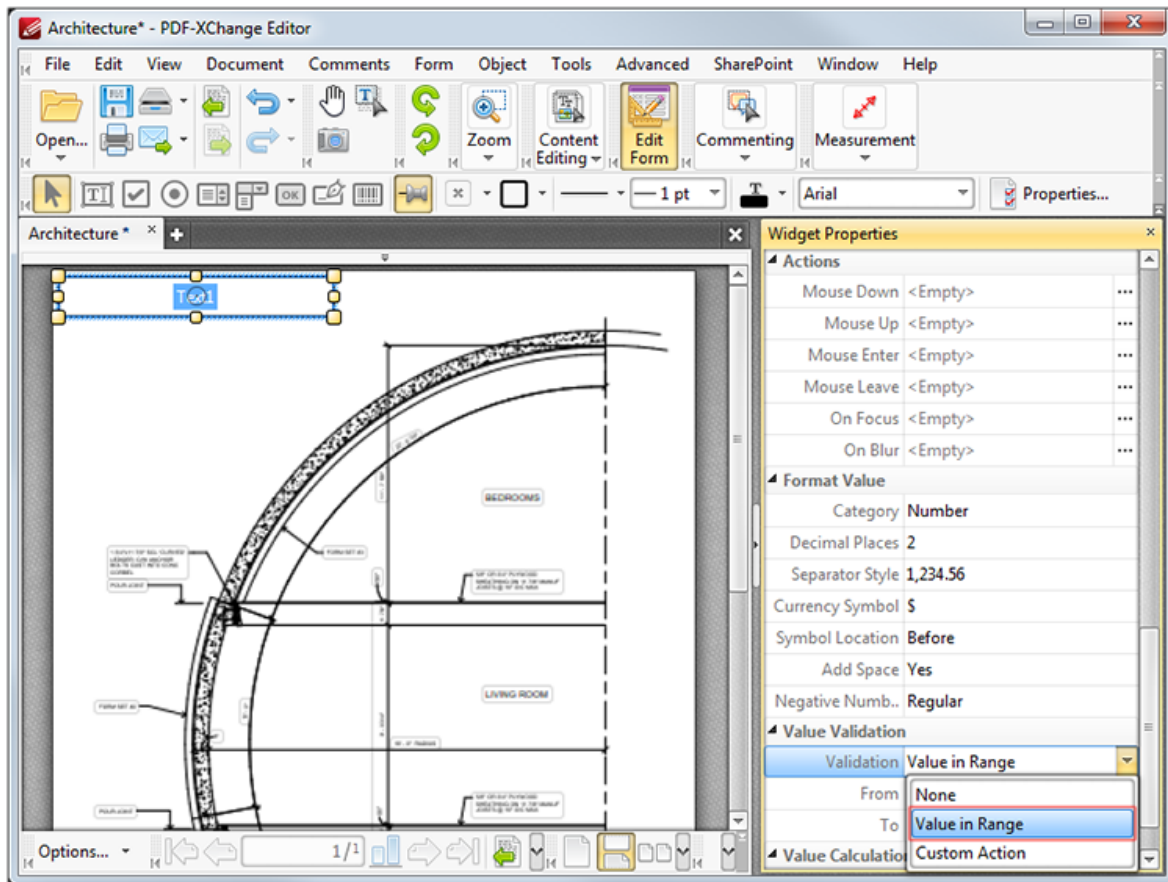 Architecture* - PDF-XChange Editor
File Edit View Document Comments Form Object Tools Advanced SharePoint Window Help
Open... Zoom Content Editing Edit Form Commenting Measurement
TI OK 1 pt T Arial Properties...
Architecture * Widget Properties
Text1
BEDROOMS
LIVING ROOM
Actions
Mouse Down <Empty> ...
Mouse Up <Empty> ...
Mouse Enter <Empty> ...
Mouse Leave <Empty> ...
On Focus <Empty> ...
On Blur <Empty> ...
Format Value
Category Number
Decimal Places 2
Separator Style 1,234.56
Currency Symbol $
Symbol Location Before
Add Space Yes
Negative Numb.. Regular
Value Validation
Validation Value in Range
From None
To Value in Range
Value Calculatio Custom Action
Options... 1/1